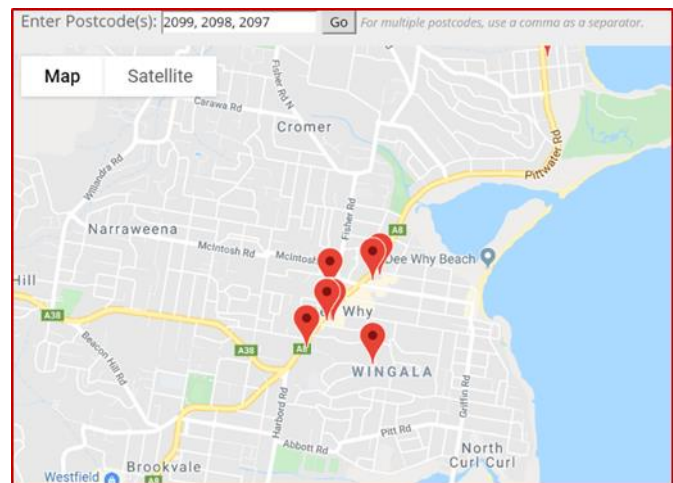 Enter Postcode(s): 2099, 2098, 2097 Go For multiple postcodes, use a comma as a separator.
Map Satellite
Fisher Rd N
Carawa Rd
Cromer
Pittwater Rd
Willandra Rd
Narraweena
Fisher Rd
A8
McIntosh Rd
McIntosh
Dee Why Beach
Hill
A38
Why
A38
A8
Beacon Hill Rd
WINGALA
Griffin Rd
Harbord Rd
Pitt Rd
Abbott Rd
North
Curl Curl
Brookvale
Westfield
A8